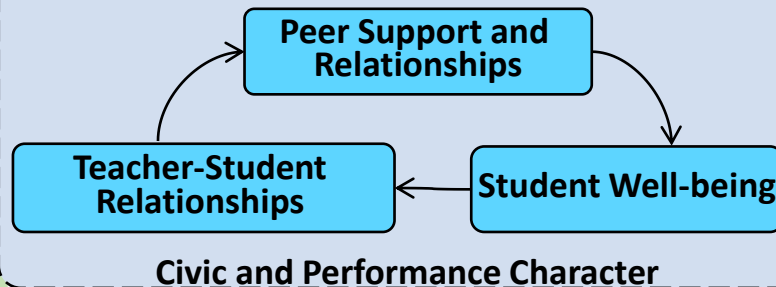 Peer Support and
Relationships
Teacher-Student
Relationships
Student Well-being
Civic and Performance Character